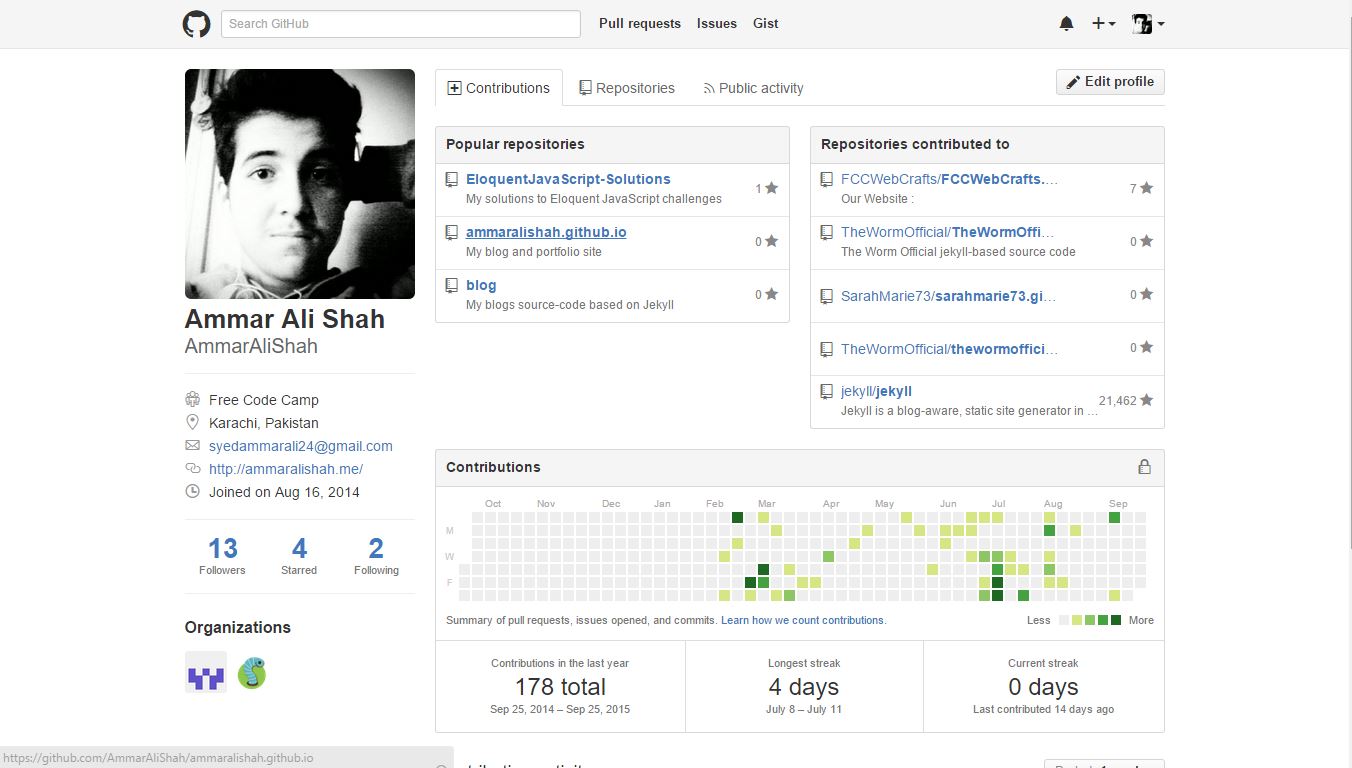 Search GitHub
Pull requests
Issues
Gist
Contributions
Repositories
Public activity
Edit profile
Ammar Ali Shah
AmmarAliShah
Free Code Camp
Karachi, Pakistan
syedammarali24@gmail.com
http://ammaralishah.me/
Joined on Aug 16, 2014
13 4 2
Followers Starred Following
Organizations
Popular repositories
EloquentJavaScript-Solutions
My solutions to Eloquent JavaScript challenges
1
ammaralishah.github.io
My blog and portfolio site
0
blog
My blogs source-code based on Jekyll
0
Repositories contributed to
FCCWebCrafts/FCCWebCrafts.…
Our Website :
7
TheWormOfficial/TheWormOffi…
The Worm Official jekyll-based source code
0
SarahMarie73/sarahmarie73.gi…
0
TheWormOfficial/thewormoffici…
0
jekyll/jekyll
Jekyll is a blog-aware, static site generator in …
21,462
Contributions
Oct Nov Dec Jan Feb Mar Apr May Jun Jul Aug Sep
M
W
F
Summary of pull requests, issues opened, and commits. Learn how we count contributions.
Less More
Contributions in the last year
178 total
Sep 25, 2014 – Sep 25, 2015
Longest streak
4 days
July 8 – July 11
Current streak
0 days
Last contributed 14 days ago
https://github.com/AmmarAliShah/ammaralishah.github.io